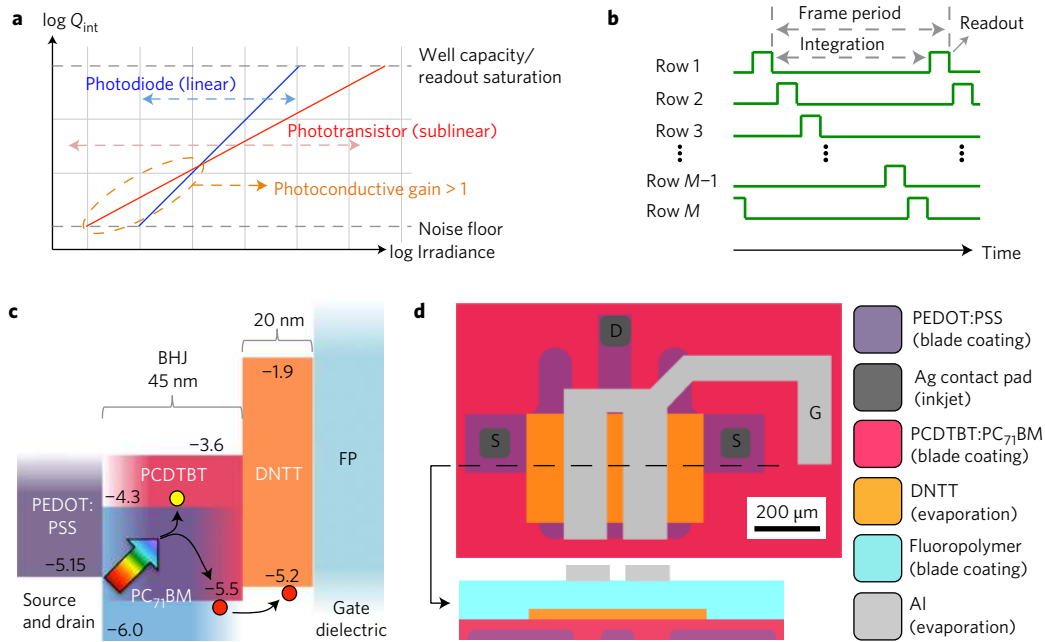 a
log Q_int
Well capacity/
readout saturation
Photodiode (linear)
Phototransistor (sublinear)
Photoconductive gain > 1
Noise floor
log Irradiance
b
Frame period
Readout
Integration
Row 1
Row 2
Row 3
Row M−1
Row M
Time
c
20 nm
BHJ
45 nm
−1.9
−3.6
PCDTBT
DNTT
FP
−4.3
PEDOT:
PSS
−5.15
−5.2
−5.5
PC₇₁BM
−6.0
Source
and drain
Gate
dielectric
d
D
G
S
S
200 µm
PEDOT:PSS
(blade coating)
Ag contact pad
(inkjet)
PCDTBT:PC₇₁BM
(blade coating)
DNTT
(evaporation)
Fluoropolymer
(blade coating)
Al
(evaporation)